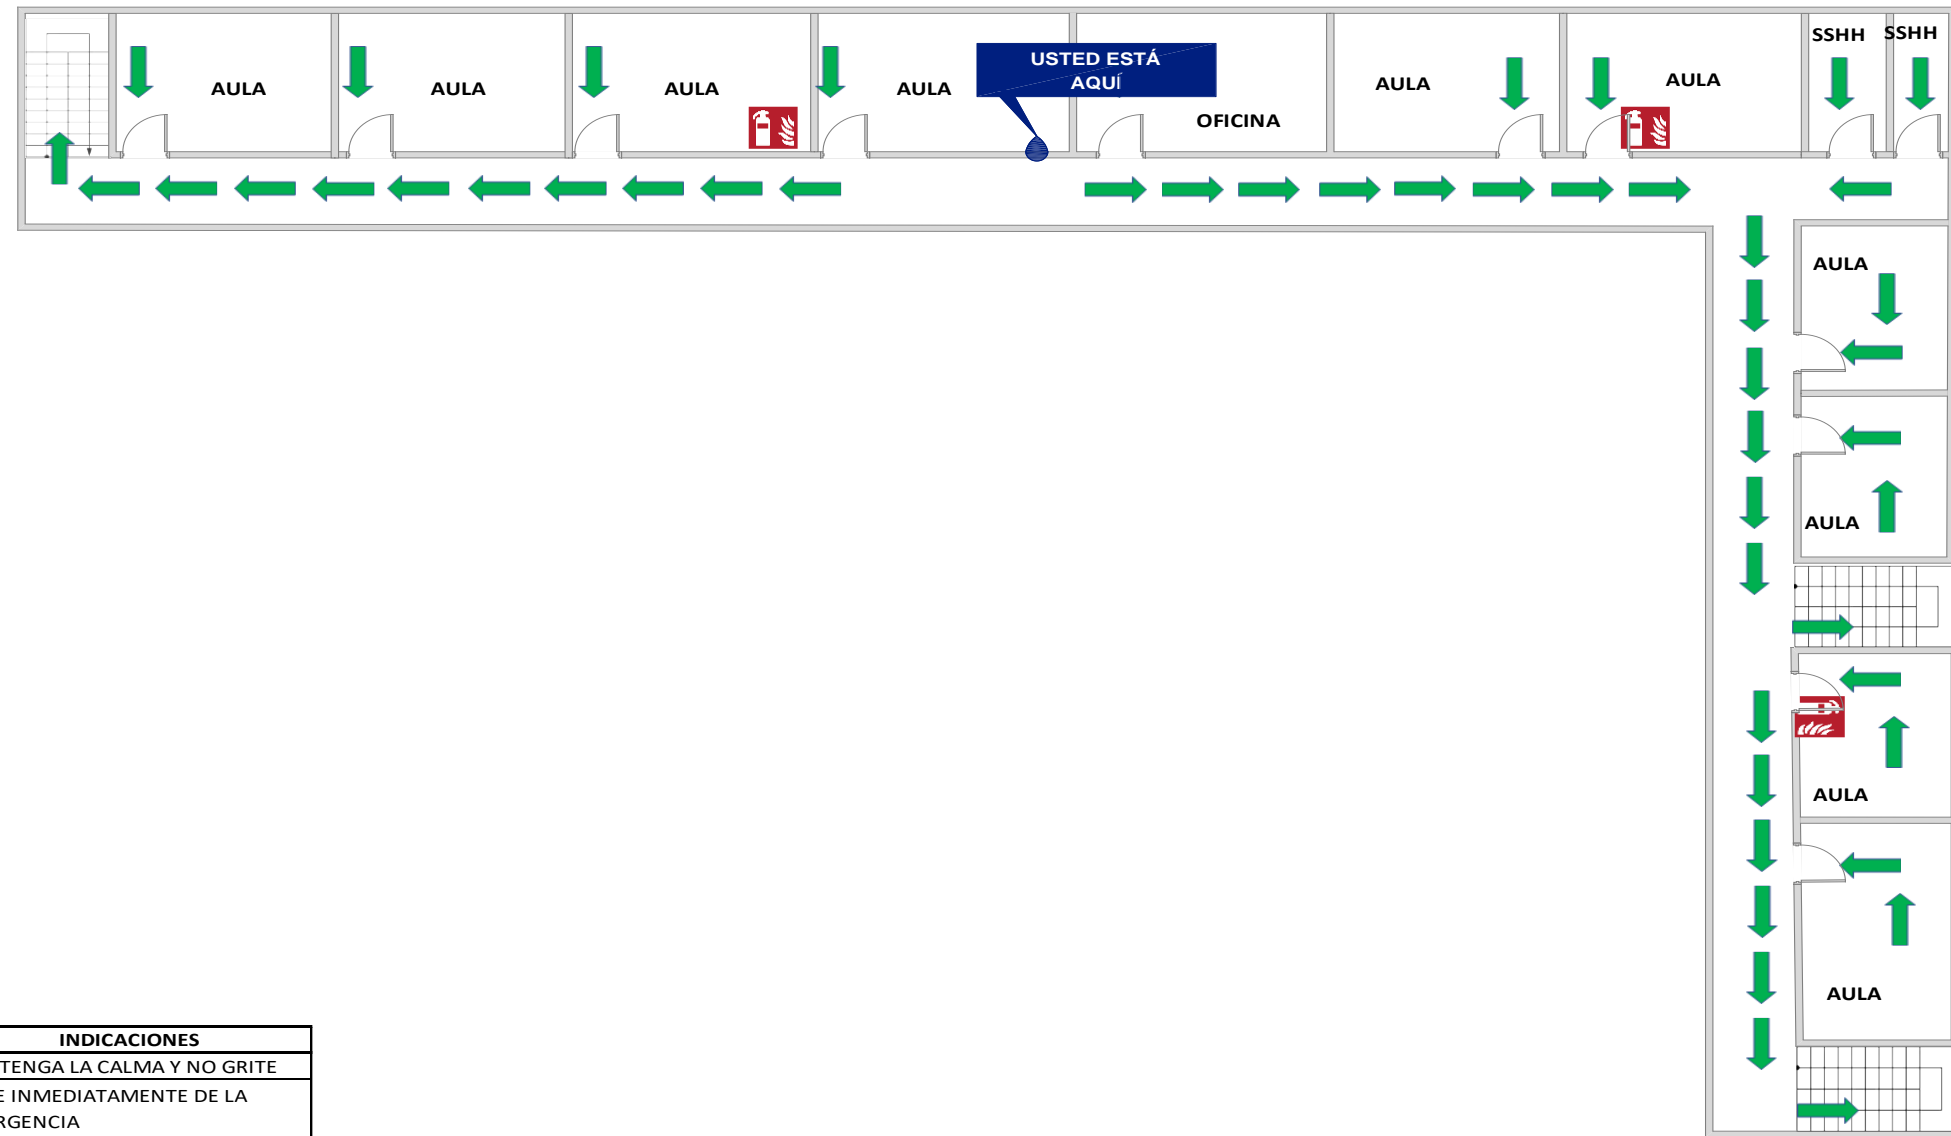 SSHH
SSHH
USTED ESTÁ
AQUÍ
AULA
AULA
AULA
AULA
AULA
AULA
OFICINA
AULA
AULA
AULA
AULA
INDICACIONES
TENGA LA CALMA Y NO GRITE
E INMEDIATAMENTE DE LA
RGENCIA